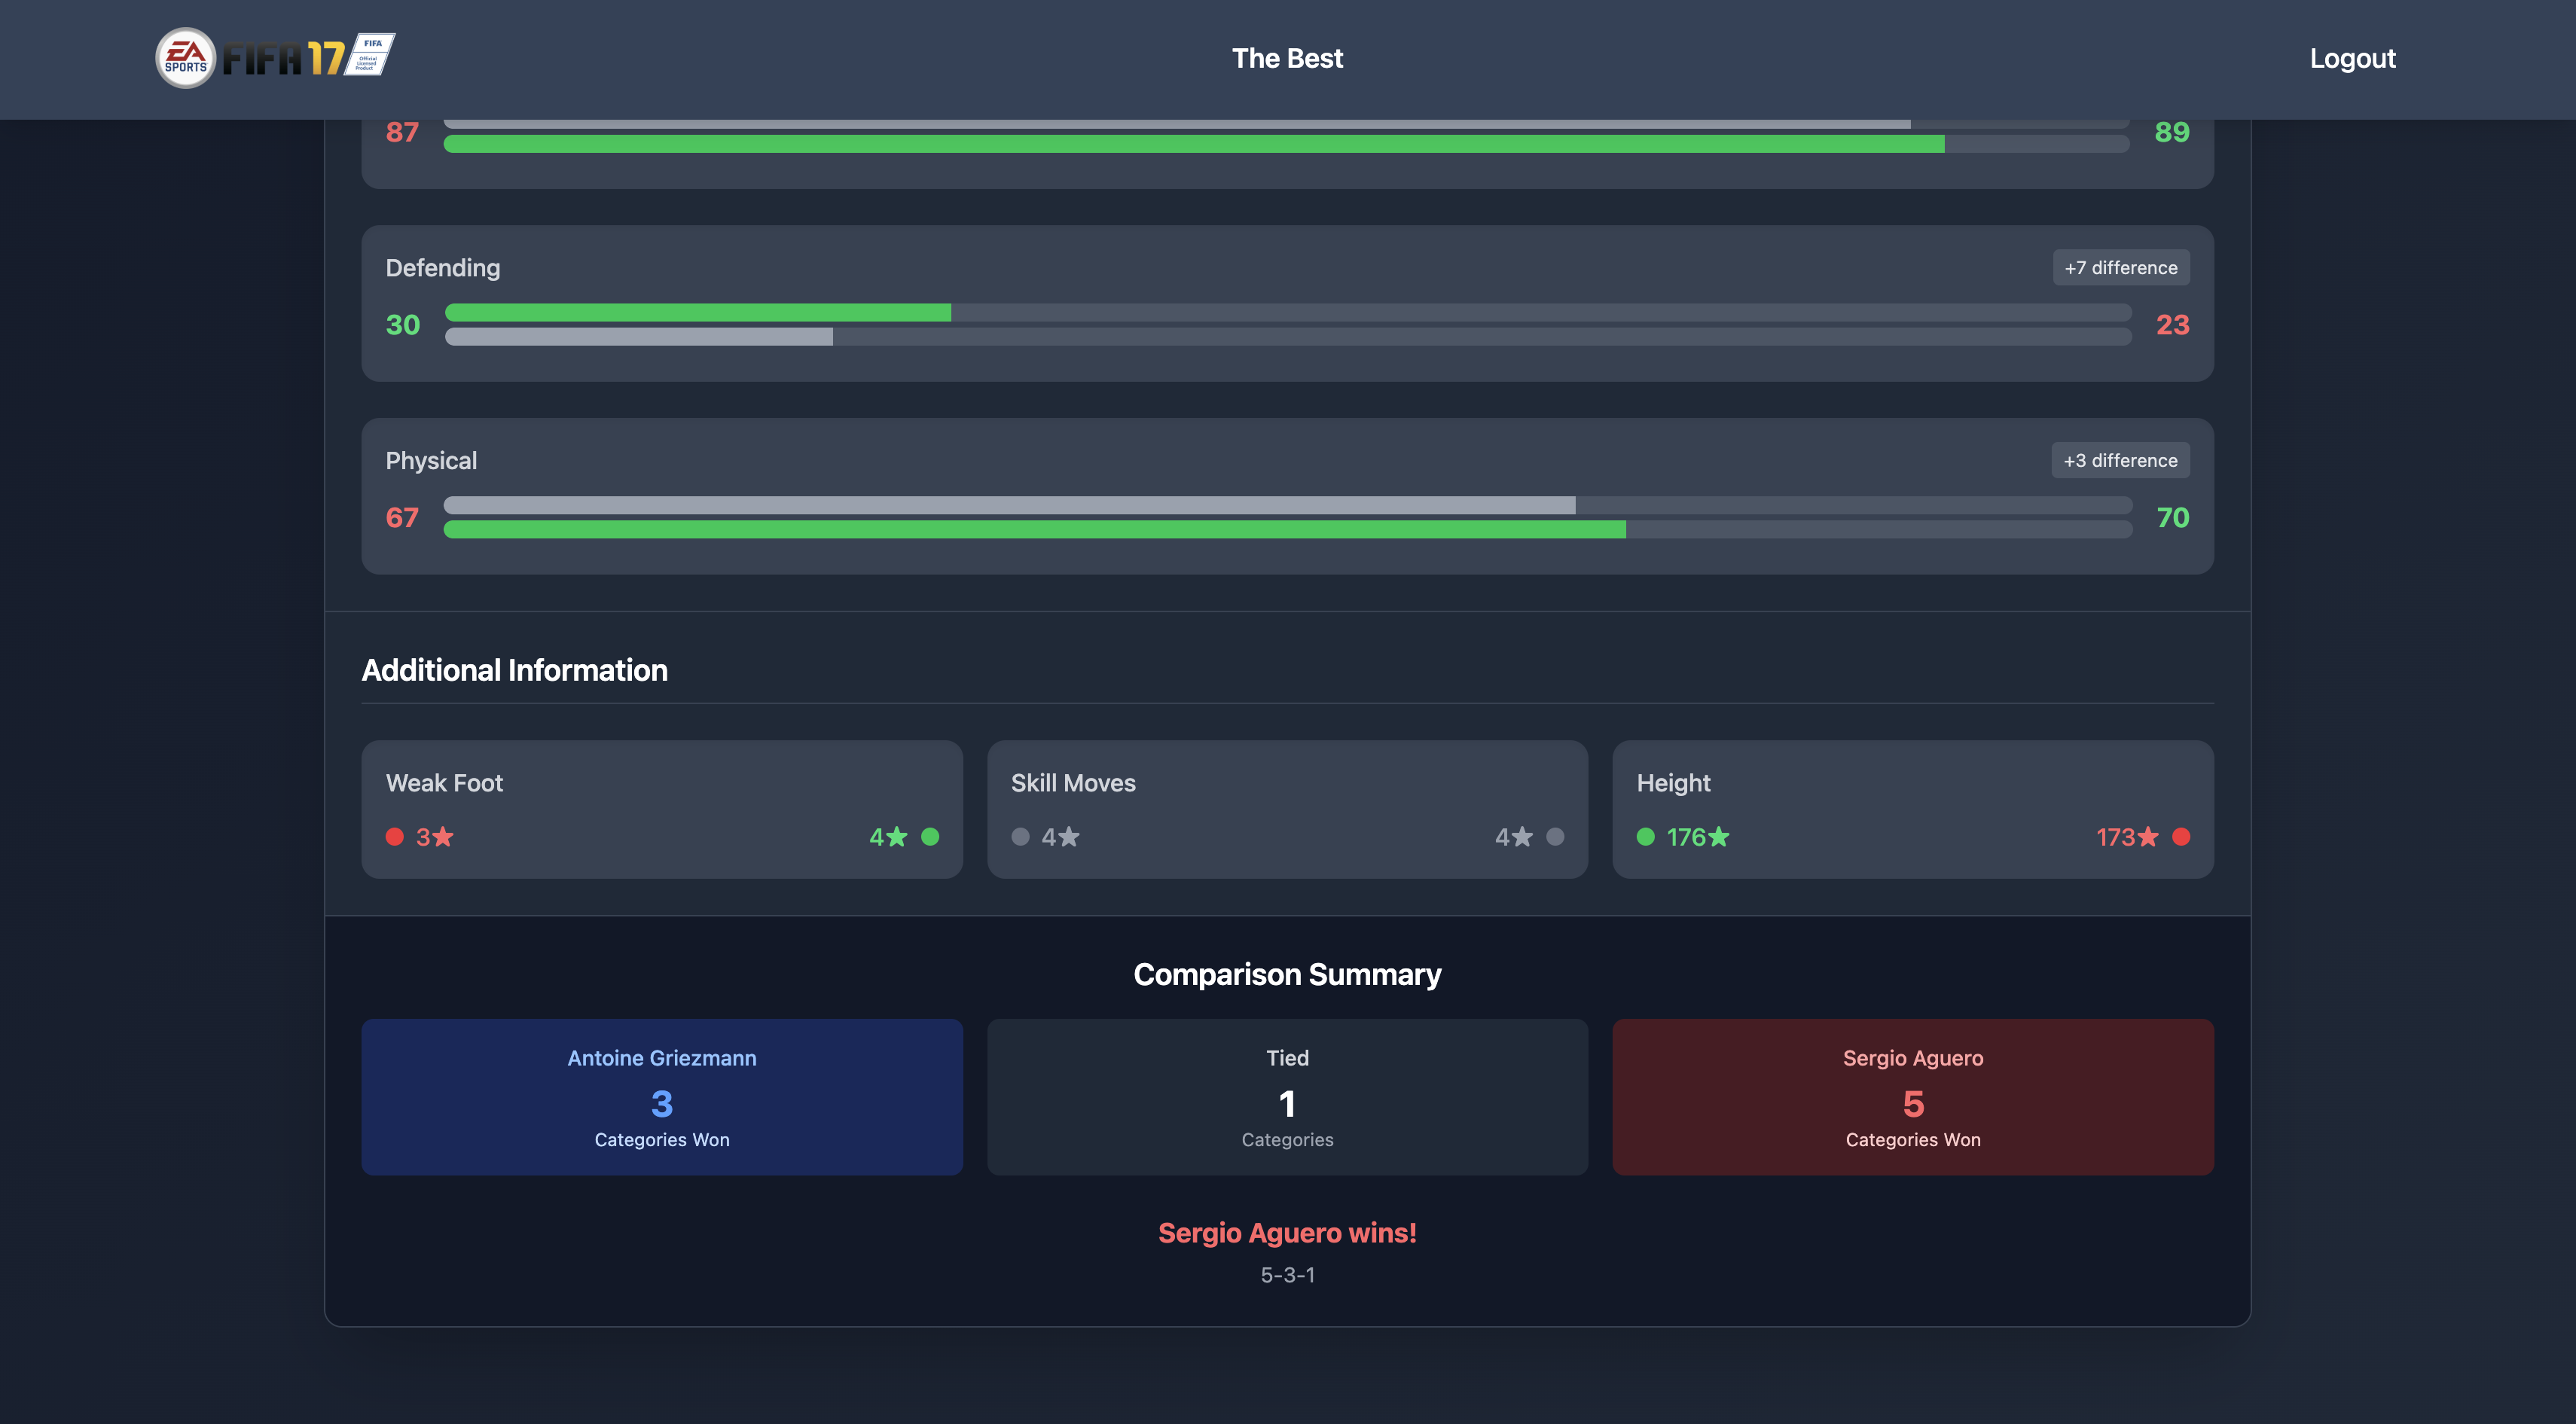 EA SPORTS FIFA 17 FIFA Official Licensed Product
The Best
Logout
87
89
Defending
+7 difference
30
23
Physical
+3 difference
67
70
Additional Information
Weak Foot
3★
4★
Skill Moves
4★
4★
Height
176★
173★
Comparison Summary
Antoine Griezmann
3
Categories Won
Tied
1
Categories
Sergio Aguero
5
Categories Won
Sergio Aguero wins!
5-3-1